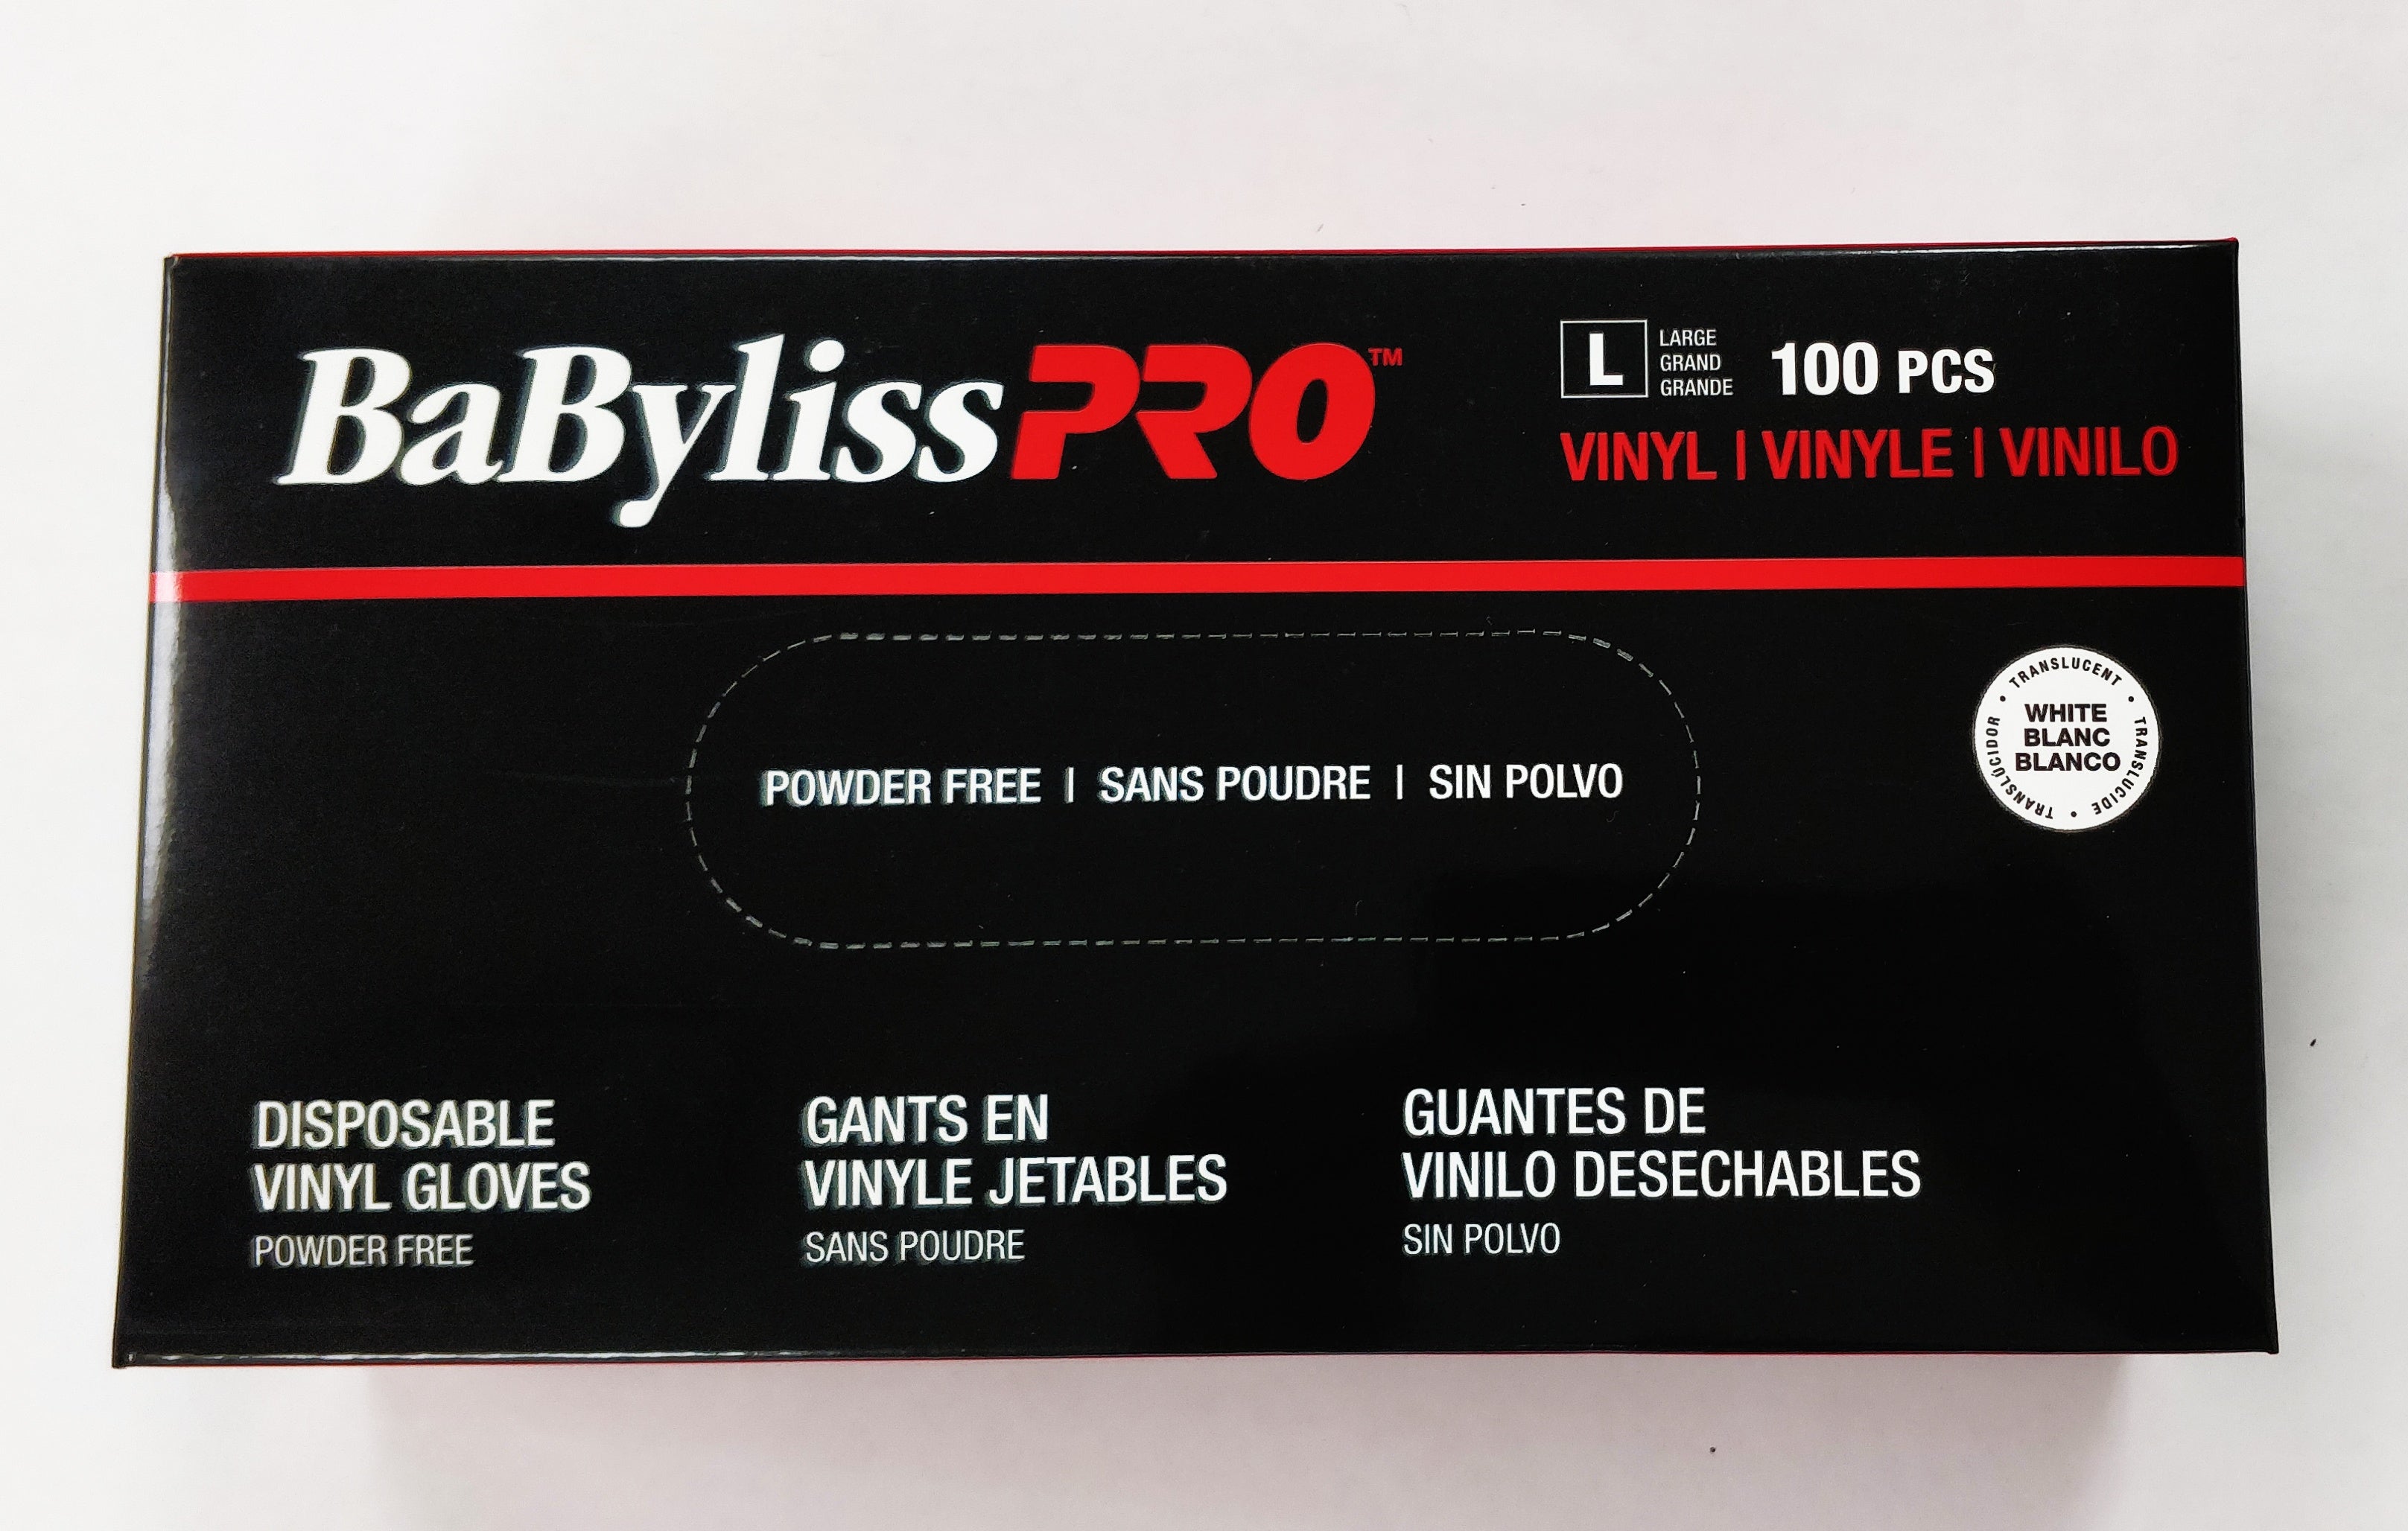 BaBylissPRO™
L
LARGE
GRAND
GRANDE
100 PCS
VINYL | VINYLE | VINILO
POWDER FREE | SANS POUDRE | SIN POLVO
• TRANSLUCENT • TRANSLUCIDE • TRANSLÚCIDOR
WHITE
BLANC
BLANCO
DISPOSABLE
VINYL GLOVES
POWDER FREE
GANTS EN
VINYLE JETABLES
SANS POUDRE
GUANTES DE
VINILO DESECHABLES
SIN POLVO